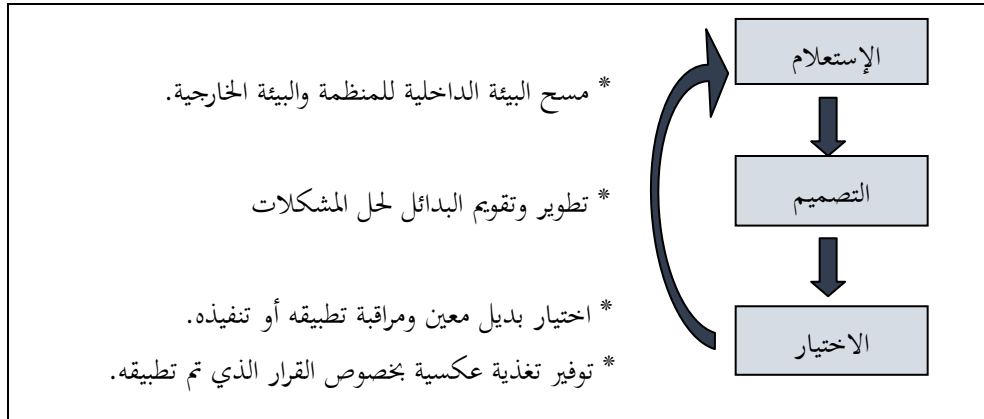 الإستعلام
* مسح البيئة الداخلية للمنظمة والبيئة الخارجية.
التصميم
* تطوير وتقويم البدائل لحل المشكلات
الاختيار
* اختيار بديل معين ومراقبة تطبيقه أو تنفيذه.
* توفير تغذية عكسية بخصوص القرار الذي تم تطبيقه.